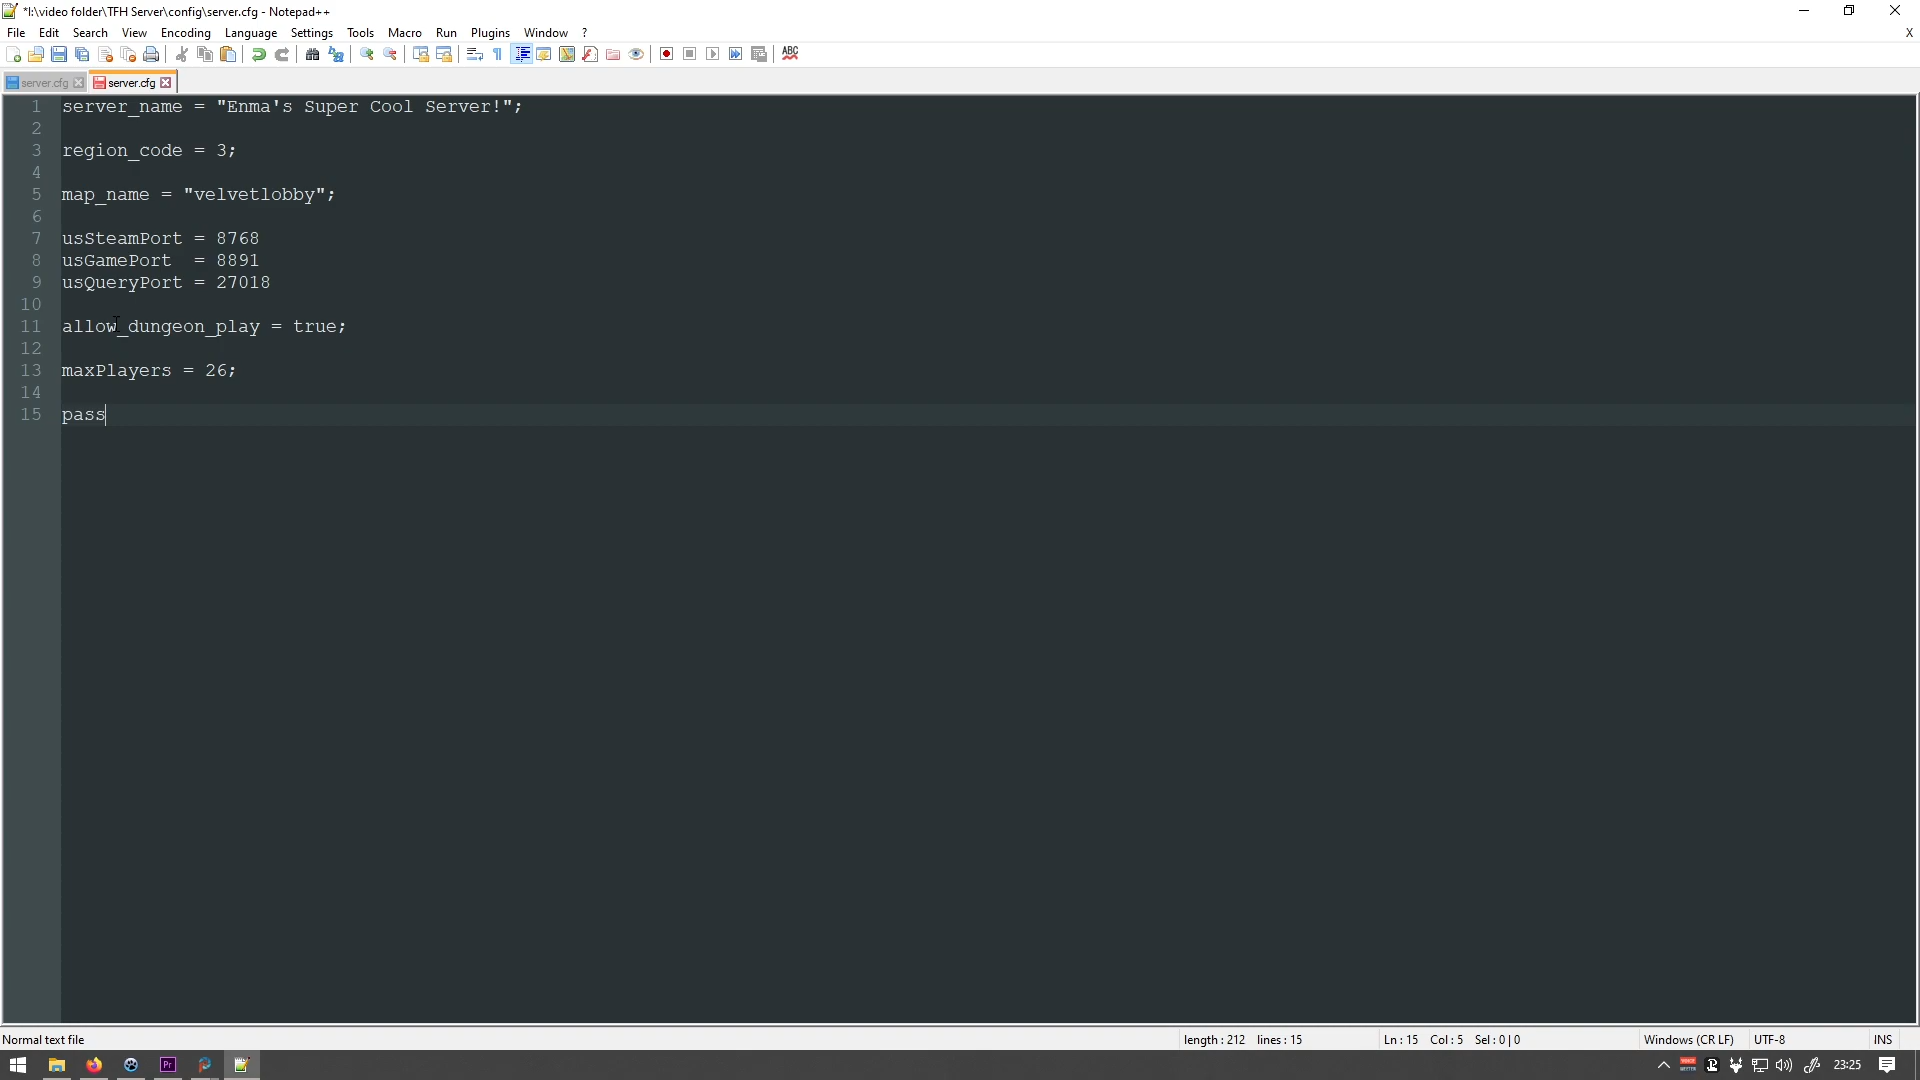 *I:\video folder\TFH Server\config\server.cfg - Notepad++
File Edit Search View Encoding Language Settings Tools Macro Run Plugins Window ? X
ABC
server.cfg server.cfg
1 server_name = "Enma's Super Cool Server!";
2
3 region_code = 3;
4
5 map_name = "velvetlobby";
6
7 usSteamPort = 8768
8 usGamePort  = 8891
9 usQueryPort = 27018
10
11 allow_dungeon_play = true;
12
13 maxPlayers = 26;
14
15 pass
Normal text file length : 212 lines : 15 Ln : 15 Col : 5 Sel : 0 | 0 Windows (CR LF) UTF-8 INS
Pr 23:25